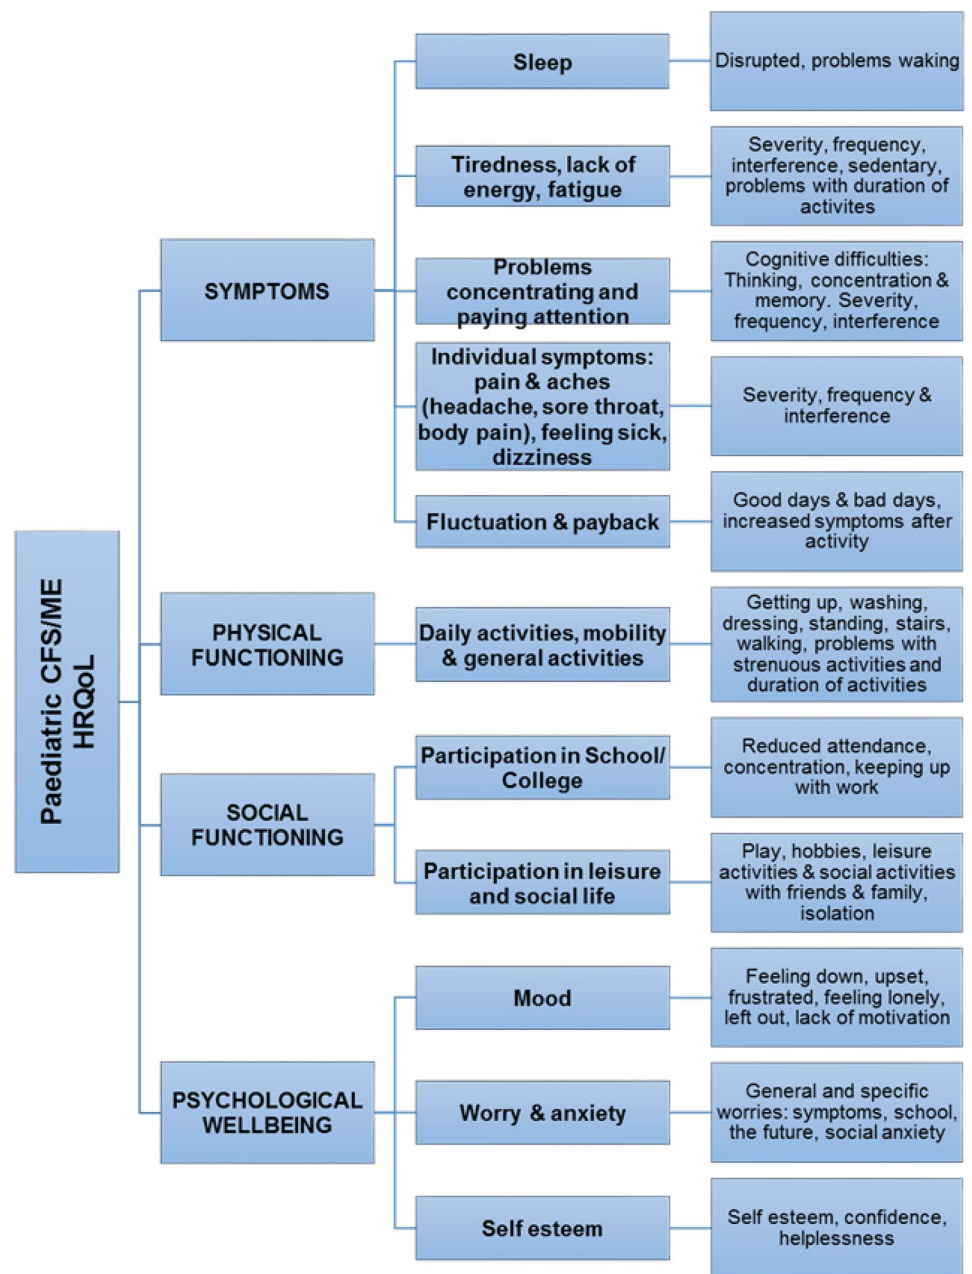 Paediatric CFS/ME
HRQoL
SYMPTOMS
Sleep
Disrupted, problems waking
Tiredness, lack of
energy, fatigue
Severity, frequency,
interference, sedentary,
problems with duration of
activites
Problems
concentrating and
paying attention
Cognitive difficulties:
Thinking, concentration &
memory. Severity,
frequency, interference
Individual symptoms:
pain & aches
(headache, sore throat,
body pain), feeling sick,
dizziness
Severity, frequency &
interference
Fluctuation & payback
Good days & bad days,
increased symptoms after
activity
PHYSICAL
FUNCTIONING
Daily activities, mobility
& general activities
Getting up, washing,
dressing, standing, stairs,
walking, problems with
strenuous activities and
duration of activities
SOCIAL
FUNCTIONING
Participation in School/
College
Reduced attendance,
concentration, keeping up
with work
Participation in leisure
and social life
Play, hobbies, leisure
activities & social activities
with friends & family,
isolation
PSYCHOLOGICAL
WELLBEING
Mood
Feeling down, upset,
frustrated, feeling lonely,
left out, lack of motivation
Worry & anxiety
General and specific
worries: symptoms, school,
the future, social anxiety
Self esteem
Self esteem, confidence,
helplessness